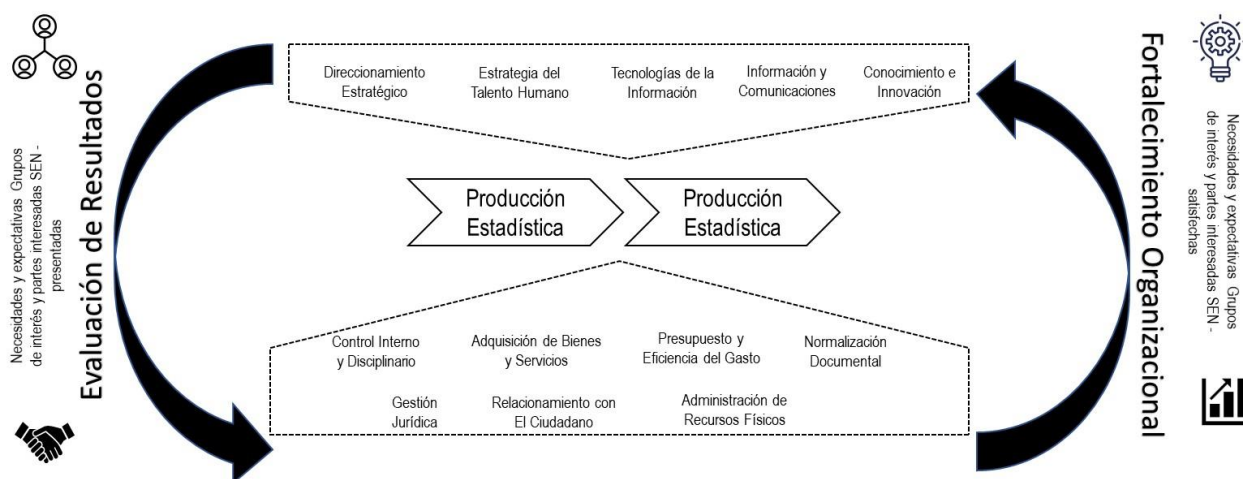 Necesidades y expectativas Grupos
de interés y partes interesadas SEN -
presentadas
Evaluación de Resultados
Direccionamiento
Estratégico
Estrategia del
Talento Humano
Tecnologías de la
Información
Información y
Comunicaciones
Conocimiento e
Innovación
Producción
Estadística
Producción
Estadística
Control Interno
y Disciplinario
Adquisición de Bienes
y Servicios
Presupuesto y
Eficiencia del Gasto
Normalización
Documental
Gestión
Jurídica
Relacionamiento con
El Ciudadano
Administración de
Recursos Físicos
Fortalecimiento Organizacional
Necesidades y expectativas Grupos
de interés y partes interesadas SEN -
satisfechas